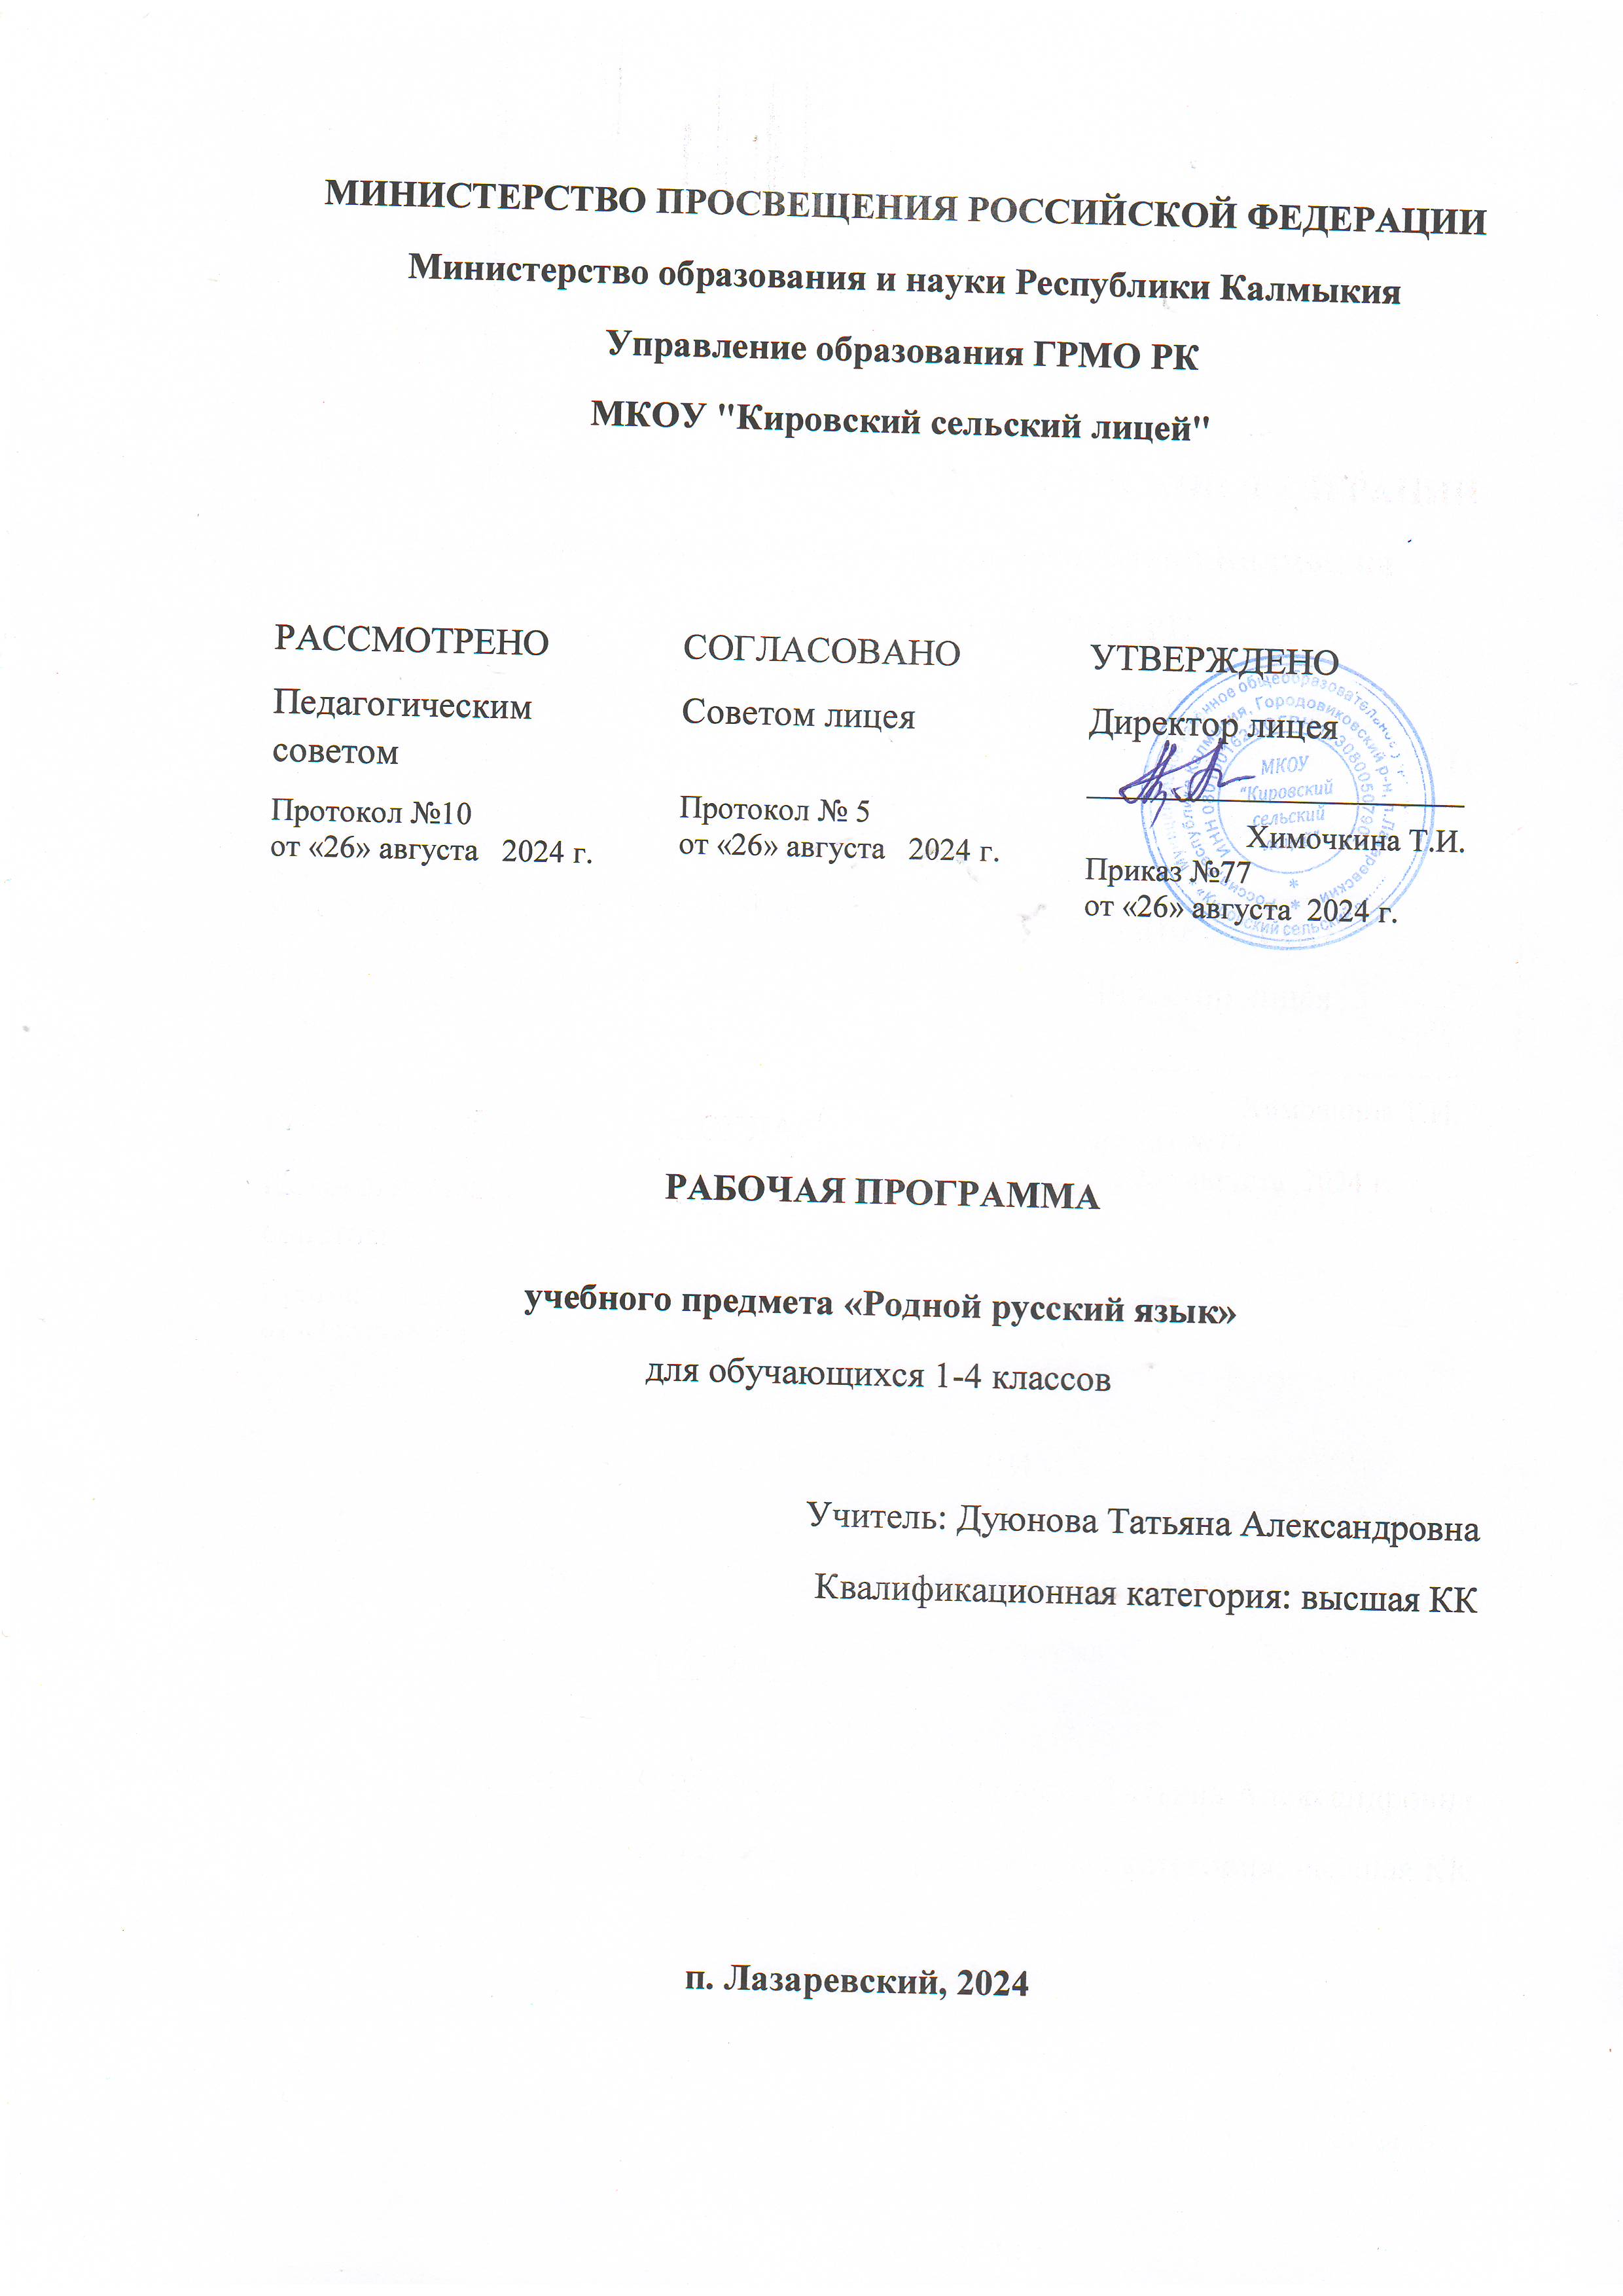 МИНИСТЕРСТВО ПРОСВЕЩЕНИЯ РОССИЙСКОЙ ФЕДЕРАЦИИ
Министерство образования и науки Республики Калмыкия
Управление образования ГРМО РК
МКОУ "Кировский сельский лицей"
РАССМОТРЕНО
Педагогическим
советом
Протокол №10
от «26» августа 2024 г.
СОГЛАСОВАНО
Советом лицея
Протокол № 5
от «26» августа 2024 г.
УТВЕРЖДЕНО
Директор лицея
Химочкина Т.И.
Приказ №77
от «26» августа 2024 г.
МКОУ
"Кировский
сельский
РАБОЧАЯ ПРОГРАММА
учебного предмета «Родной русский язык»
для обучающихся 1-4 классов
Учитель: Дуюнова Татьяна Александровна
Квалификационная категория: высшая КК
п. Лазаревский, 2024